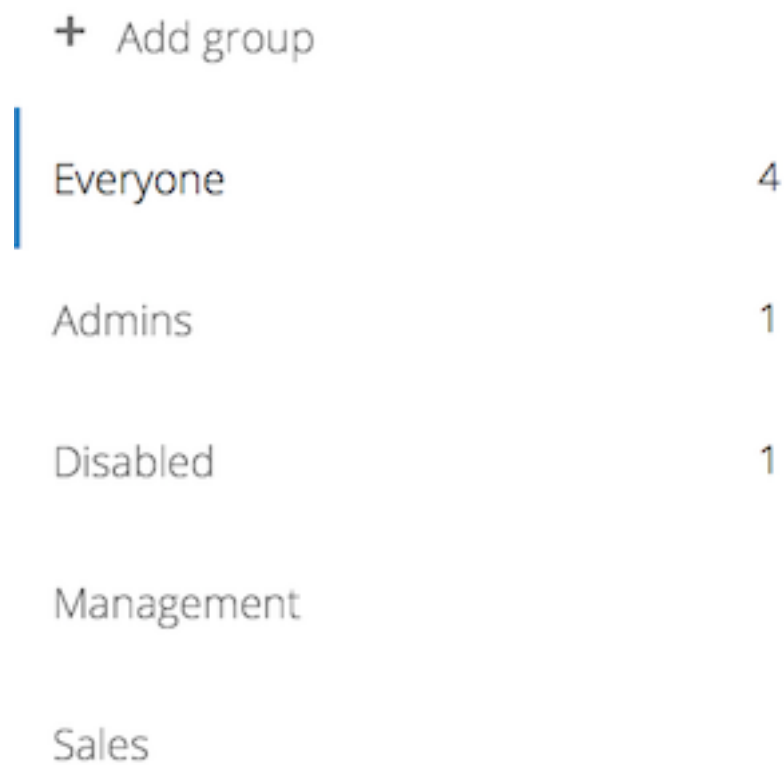 + Add group
Everyone 4
Admins 1
Disabled 1
Management
Sales